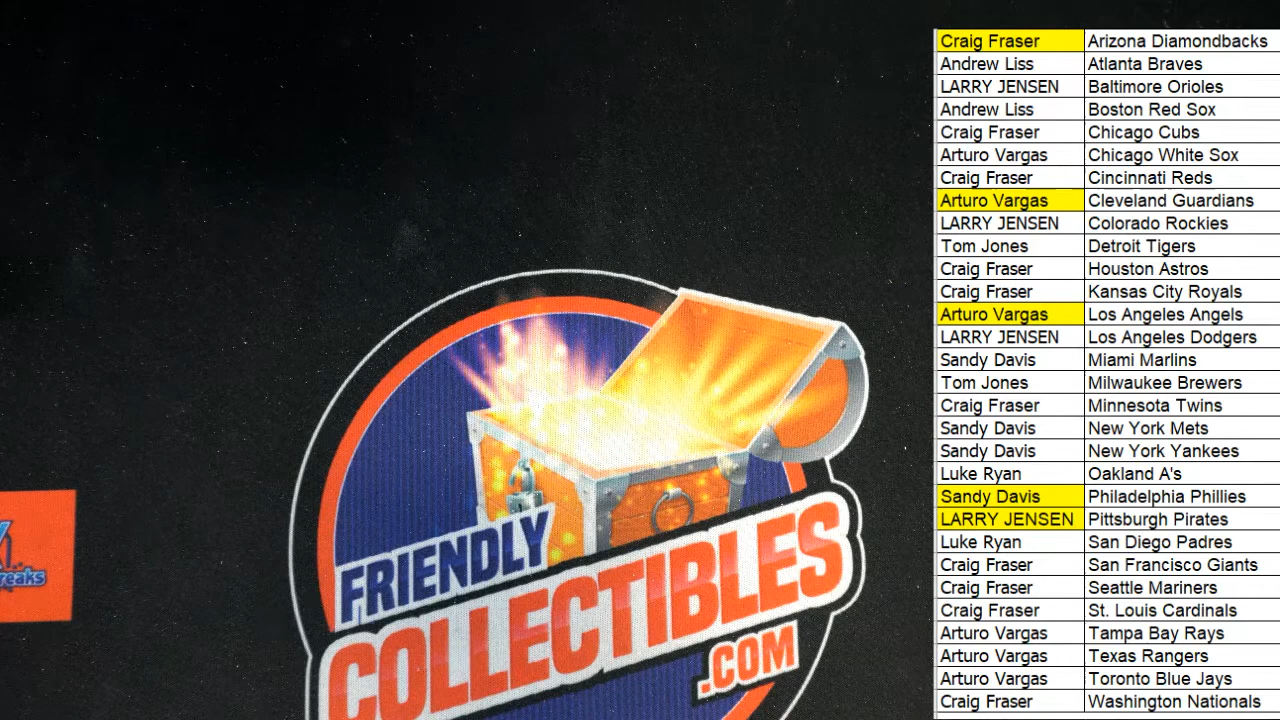 Craig Fraser Arizona Diamondbacks
Andrew Liss Atlanta Braves
LARRY JENSEN Baltimore Orioles
Andrew Liss Boston Red Sox
Craig Fraser Chicago Cubs
Arturo Vargas Chicago White Sox
Craig Fraser Cincinnati Reds
Arturo Vargas Cleveland Guardians
LARRY JENSEN Colorado Rockies
Tom Jones Detroit Tigers
Craig Fraser Houston Astros
Craig Fraser Kansas City Royals
Arturo Vargas Los Angeles Angels
LARRY JENSEN Los Angeles Dodgers
Sandy Davis Miami Marlins
Tom Jones Milwaukee Brewers
Craig Fraser Minnesota Twins
Sandy Davis New York Mets
Sandy Davis New York Yankees
Luke Ryan Oakland A's
Sandy Davis Philadelphia Phillies
LARRY JENSEN Pittsburgh Pirates
Luke Ryan San Diego Padres
Craig Fraser San Francisco Giants
Craig Fraser Seattle Mariners
Craig Fraser St. Louis Cardinals
Arturo Vargas Tampa Bay Rays
Arturo Vargas Texas Rangers
Arturo Vargas Toronto Blue Jays
Craig Fraser Washington Nationals
FRIENDLY
COLLECTIBLES
.COM